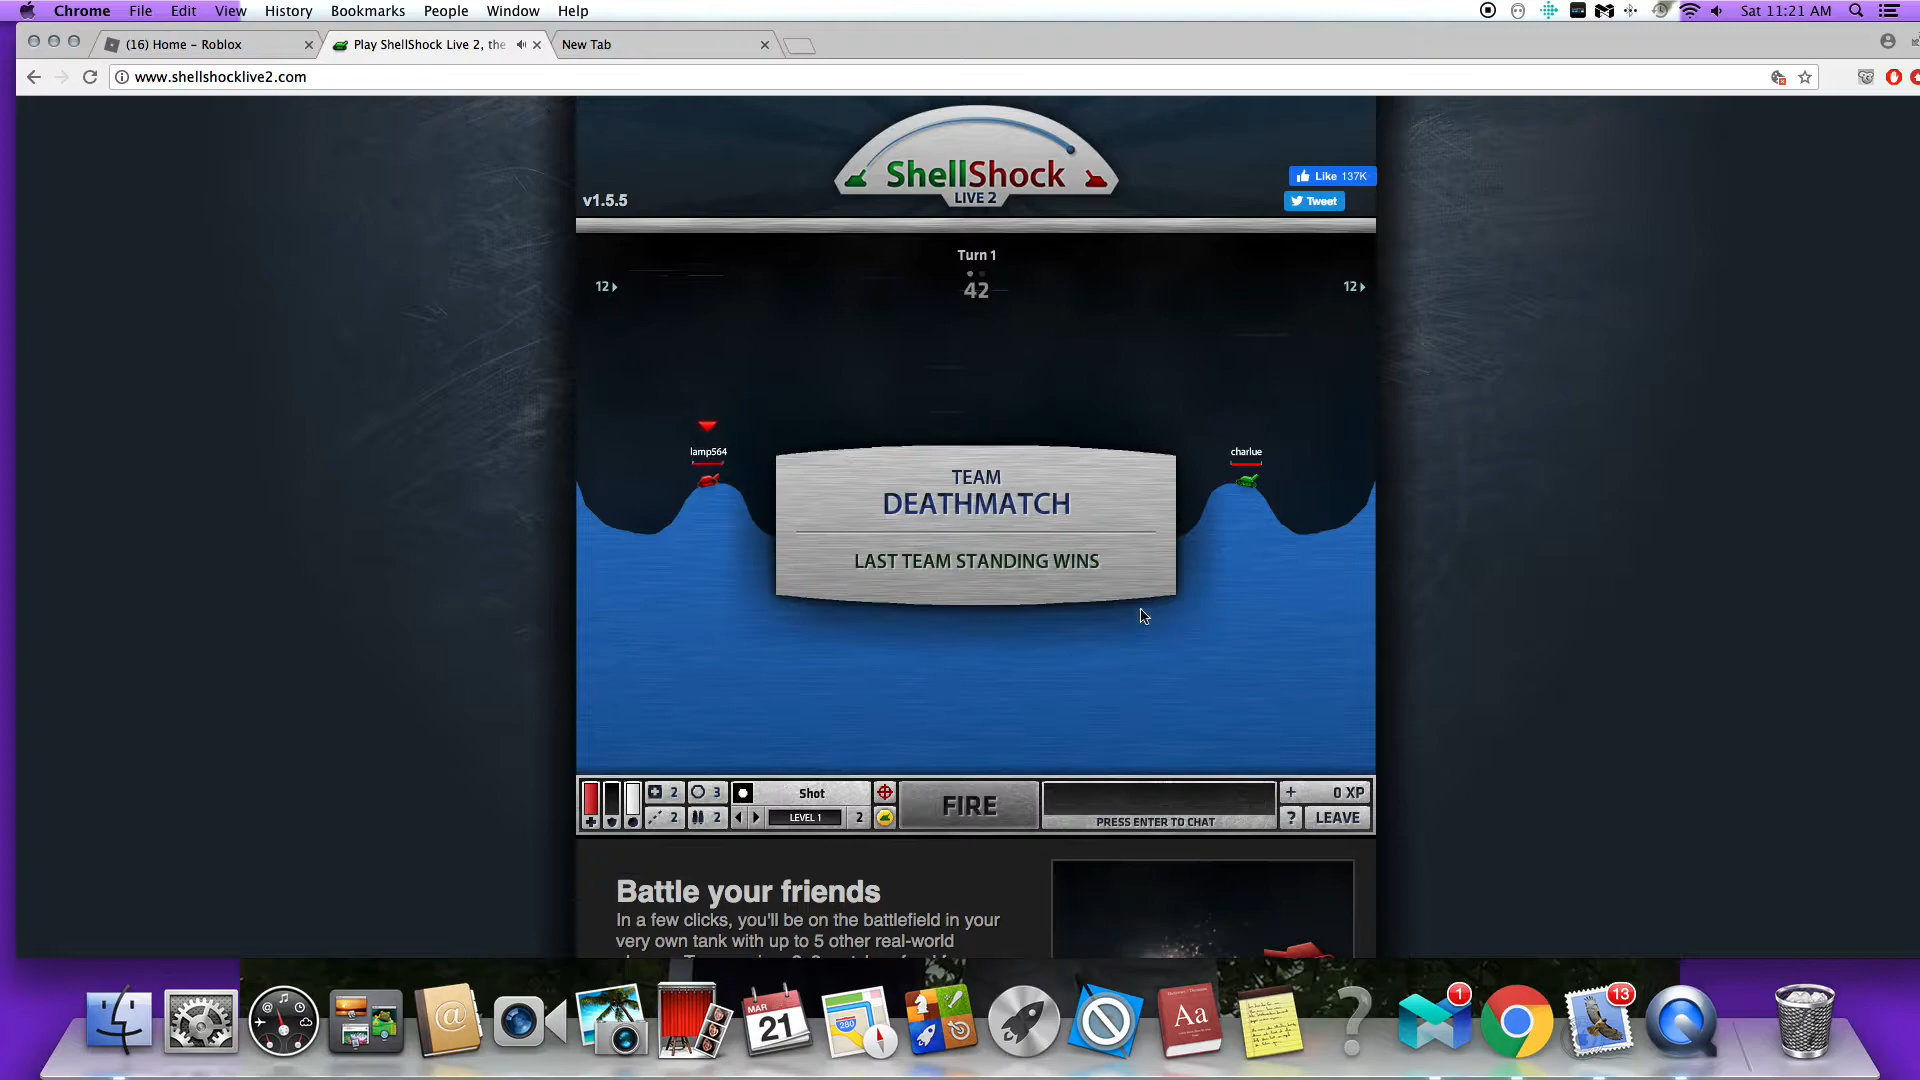 Chrome File Edit View History Bookmarks People Window Help Sat 11:21 AM
(16) Home – Roblox Play ShellShock Live 2, the New Tab
www.shellshocklive2.com
ShellShock
LIVE 2
v1.5.5
Like 137K
Tweet
Turn 1
42
12 12
lamp564 charlue
TEAM
DEATHMATCH
LAST TEAM STANDING WINS
2 3 Shot FIRE + 0 XP
2 2 LEVEL 1 2 PRESS ENTER TO CHAT ? LEAVE
Battle your friends
In a few clicks, you'll be on the battlefield in your
very own tank with up to 5 other real-world
MAR
21
280
Aa
1
13